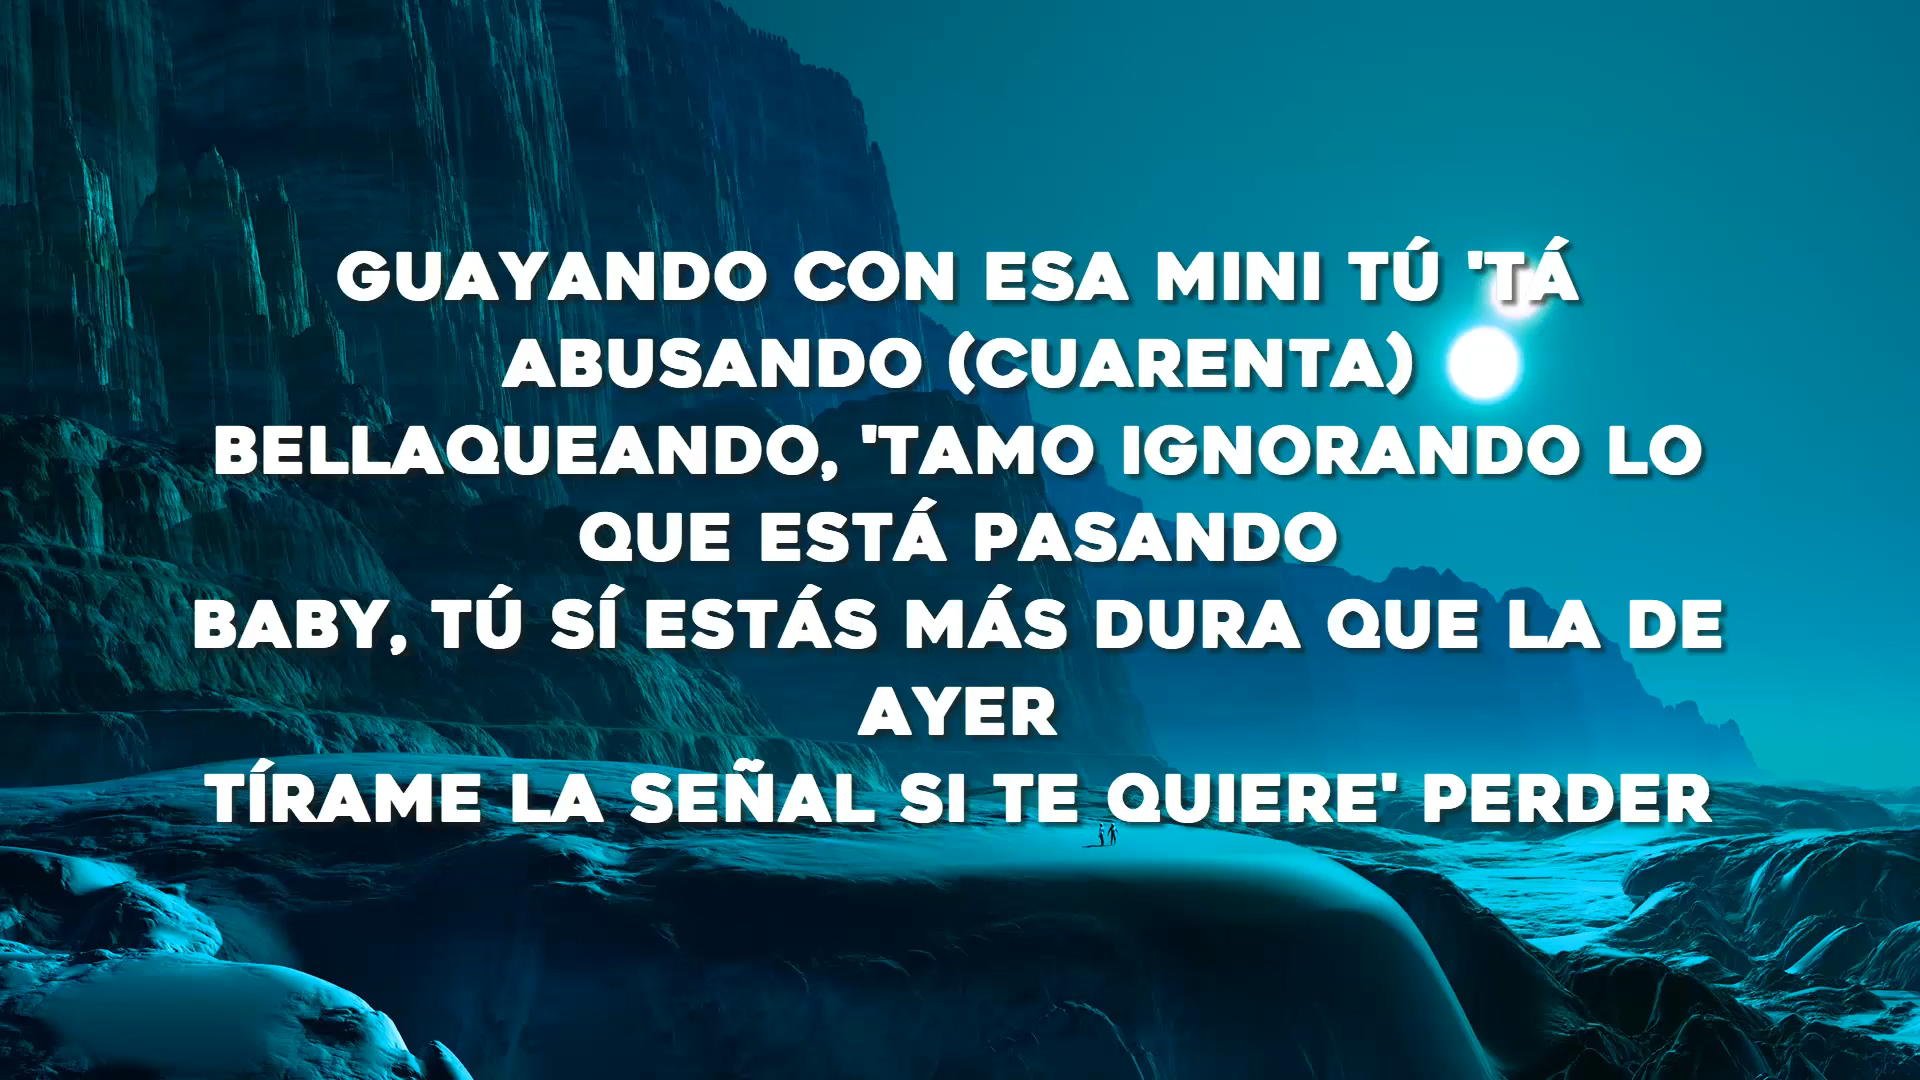 GUAYANDO CON ESA MINI TÚ 'TÁ
ABUSANDO (CUARENTA)
BELLAQUEANDO, 'TAMO IGNORANDO LO
QUE ESTÁ PASANDO
BABY, TÚ SÍ ESTÁS MÁS DURA QUE LA DE
AYER
TÍRAME LA SEÑAL SI TE QUIERE' PERDER